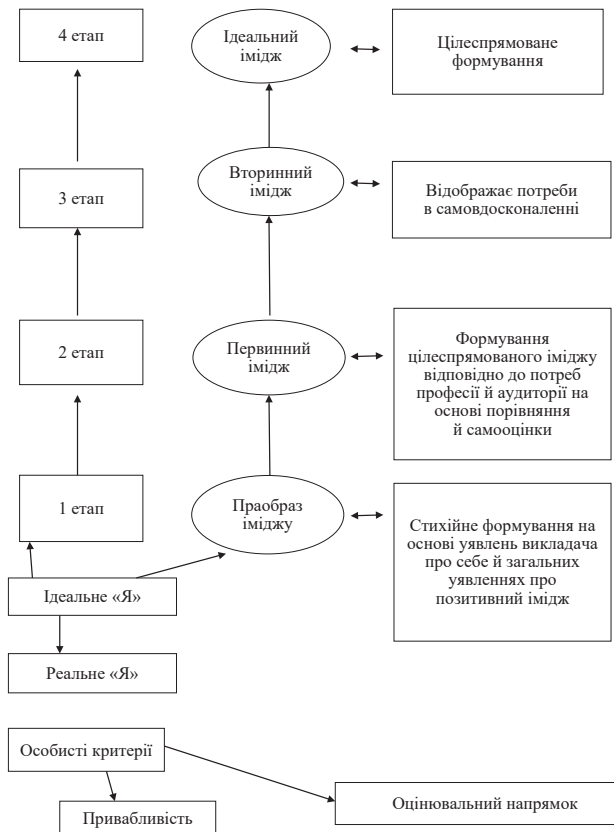 4 етап
Ідеальний
імідж
Цілеспрямоване
формування
3 етап
Вторинний
імідж
Відображає потреби
в самовдосконаленні
2 етап
Первинний
імідж
Формування
цілеспрямованого іміджу
відповідно до потреб
професії й аудиторії на
основі порівняння
й самооцінки
1 етап
Праобраз
іміджу
Стихійне формування на
основі уявлень викладача
про себе й загальних
уявленнях про
позитивний імідж
Ідеальне «Я»
Реальне «Я»
Особисті критерії
Привабливість
Оцінювальний напрямок